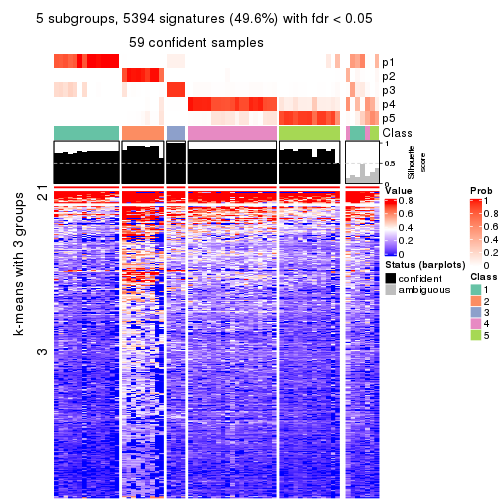 5 subgroups, 5394 signatures (49.6%) with fdr < 0.05
59 confident samples
p1
p2
p3
p4
p5
Class
1
0.5
0
Silhouette
score
k-means with 3 groups
1
2
3
Value
0.8
0.6
0.4
0.2
0
Prob
1
0.8
0.6
0.4
0.2
0
Status (barplots)
confident
ambiguous
Class
1
2
3
4
5